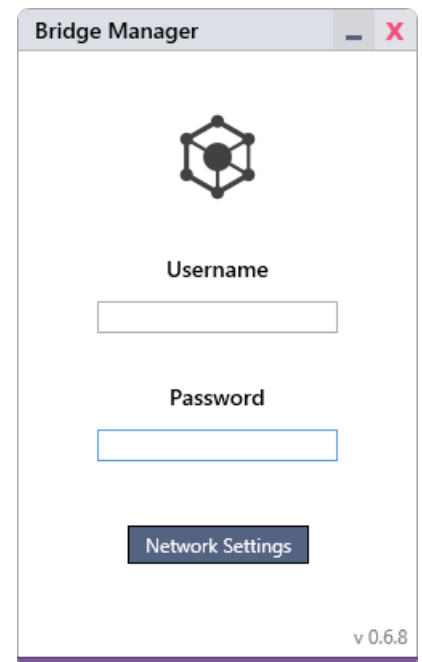 Bridge Manager
Username
Password
Network Settings
v 0.6.8